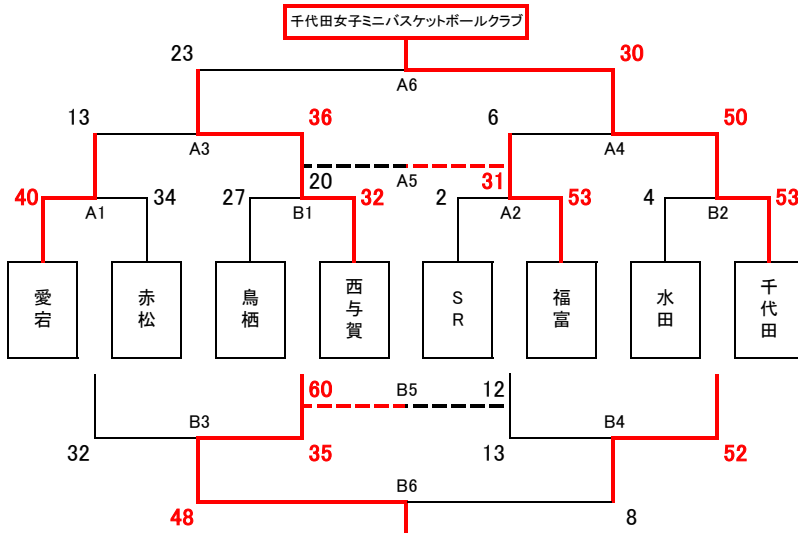 千代田女子ミニバスケットボールクラブ
23
30
A6
13
36
6
50
A3
A4
20
A5
31
40
34
27
32
2
53
4
53
A1
B1
A2
B2
愛宕
赤松
鳥栖
西与賀
SR
福富
水田
千代田
60
B5
12
B3
B4
32
35
13
52
B6
48
8